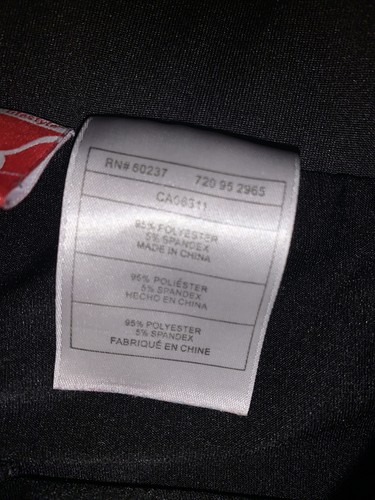 RN# 60237 720 95 2965
CA06311
95% POLYESTER
5% SPANDEX
MADE IN CHINA
95% POLIÉSTER
5% SPANDEX
HECHO EN CHINA
95% POLYESTER
5% SPANDEX
FABRIQUÉ EN CHINE